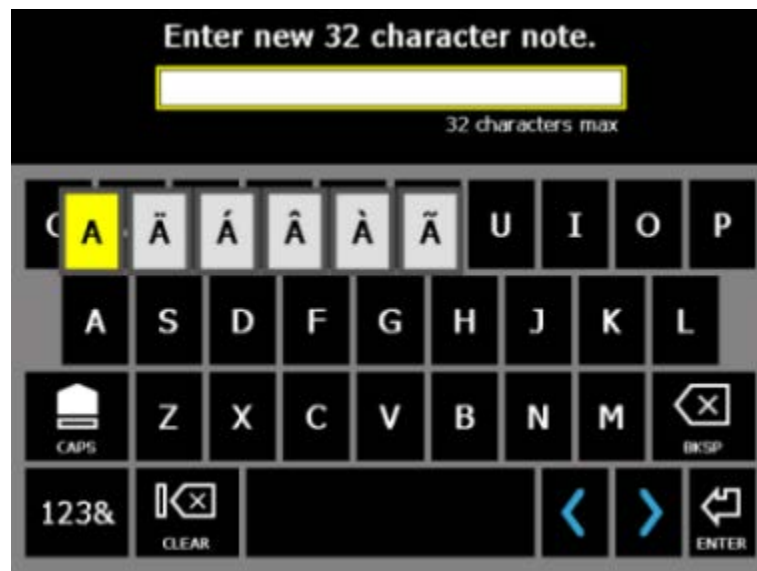 Enter new 32 character note.
32 characters max
A Ä Á Â À Ã U I O P
A S D F G H J K L
CAPS Z X C V B N M BKSP
123& CLEAR ENTER